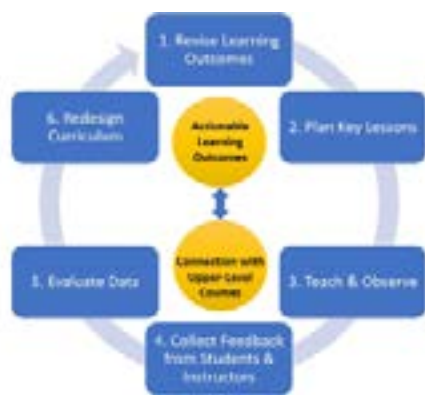 1. Revise Learning
Outcomes
2. Plan Key Lessons
3. Teach & Observe
4. Collect Feedback
from Students &
Instructors
5. Evaluate Data
6. Redesign
Curriculum
Actionable
Learning
Outcomes
Connection with
Upper-Level
Courses